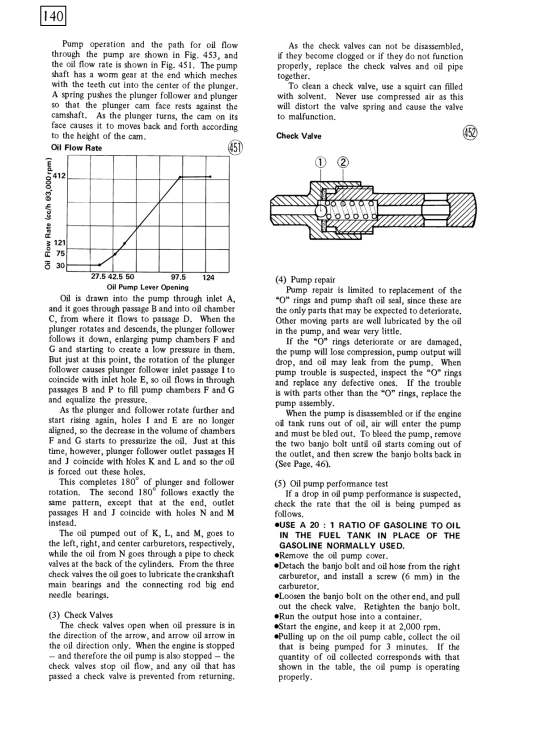 140
Pump operation and the path for oil flow
through the pump are shown in Fig. 453, and
the oil flow rate is shown in Fig. 451. The pump
shaft has a worm gear at the end which meches
with the teeth cut into the center of the plunger.
A spring pushes the plunger follower and plunger
so that the plunger cam face rests against the
camshaft. As the plunger turns, the cam on its
face causes it to moves back and forth according
to the height of the cam.
Oil Flow Rate
451
Oil Flow Rate (cc/h @3,000 rpm)
412
121
75
30
27.5 42.5 50 97.5 124
Oil Pump Lever Opening
Oil is drawn into the pump through inlet A,
and it goes through passage B and into oil chamber
C, from where it flows to passage D. When the
plunger rotates and descends, the plunger follower
follows it down, enlarging pump chambers F and
G and starting to create a low pressure in them.
But just at this point, the rotation of the plunger
follower causes plunger follower inlet passage I to
coincide with inlet hole E, so oil flows in through
passages B and P to fill pump chambers F and G
and equalize the pressure.
As the plunger and follower rotate further and
start rising again, holes I and E are no longer
aligned, so the decrease in the volume of chambers
F and G starts to pressurize the oil. Just at this
time, however, plunger follower outlet passages H
and J coincide with holes K and L and so the oil
is forced out these holes.
This completes 180° of plunger and follower
rotation. The second 180° follows exactly the
same pattern, except that at the end, outlet
passages H and J coincide with holes N and M
instead.
The oil pumped out of K, L, and M, goes to
the left, right, and center carburetors, respectively,
while the oil from N goes through a pipe to check
valves at the back of the cylinders. From the three
check valves the oil goes to lubricate the crankshaft
main bearings and the connecting rod big end
needle bearings.
(3) Check Valves
The check valves open when oil pressure is in
the direction of the arrow, and arrow oil arrow in
the oil direction only. When the engine is stopped
— and therefore the oil pump is also stopped — the
check valves stop oil flow, and any oil that has
passed a check valve is prevented from returning.
As the check valves can not be disassembled,
if they become clogged or if they do not function
properly, replace the check valves and oil pipe
together.
To clean a check valve, use a squirt can filled
with solvent. Never use compressed air as this
will distort the valve spring and cause the valve
to malfunction.
Check Valve
452
① ②
(4) Pump repair
Pump repair is limited to replacement of the
“O” rings and pump shaft oil seal, since these are
the only parts that may be expected to deteriorate.
Other moving parts are well lubricated by the oil
in the pump, and wear very little.
If the “O” rings deteriorate or are damaged,
the pump will lose compression, pump output will
drop, and oil may leak from the pump. When
pump trouble is suspected, inspect the “O” rings
and replace any defective ones. If the trouble
is with parts other than the “O” rings, replace the
pump assembly.
When the pump is disassembled or if the engine
oil tank runs out of oil, air will enter the pump
and must be bled out. To bleed the pump, remove
the two banjo bolt until oil starts coming out of
the outlet, and then screw the banjo bolts back in
(See Page, 46).
(5) Oil pump performance test
If a drop in oil pump performance is suspected,
check the rate that the oil is being pumped as
follows.
●USE A 20 : 1 RATIO OF GASOLINE TO OIL
IN THE FUEL TANK IN PLACE OF THE
GASOLINE NORMALLY USED.
●Remove the oil pump cover.
●Detach the banjo bolt and oil hose from the right
carburetor, and install a screw (6 mm) in the
carburetor.
●Loosen the banjo bolt on the other end, and pull
out the check valve. Retighten the banjo bolt.
●Run the output hose into a container.
●Start the engine, and keep it at 2,000 rpm.
●Pulling up on the oil pump cable, collect the oil
that is being pumped for 3 minutes. If the
quantity of oil collected corresponds with that
shown in the table, the oil pump is operating
properly.